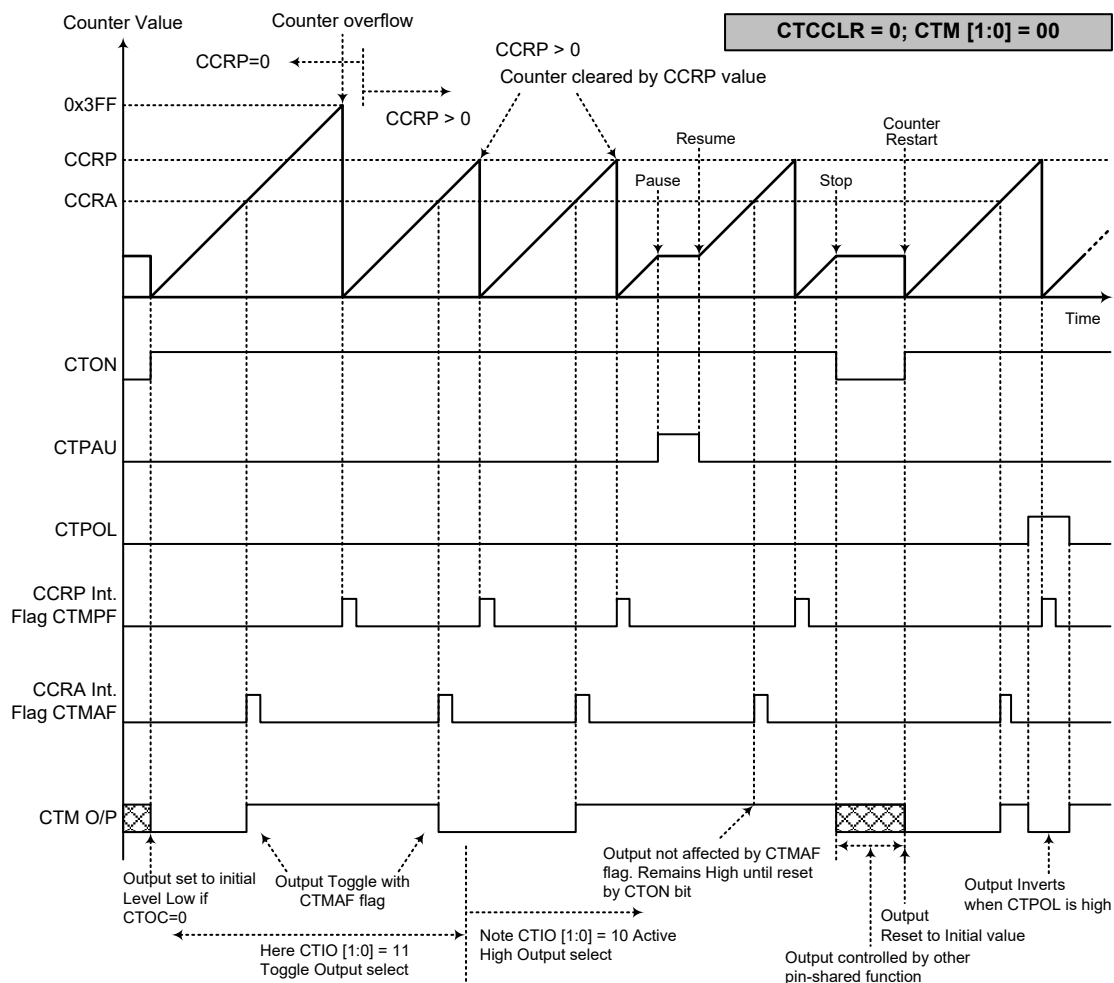 Counter Value
Counter overflow
CTCCLR = 0; CTM [1:0] = 00
CCRP=0
CCRP > 0
CCRP > 0
Counter cleared by CCRP value
0x3FF
CCRP
CCRA
Pause
Resume
Stop
Counter
Restart
Time
CTON
CTPAU
CTPOL
CCRP Int.
Flag CTMPF
CCRA Int.
Flag CTMAF
CTM O/P
Output set to initial
Level Low if
CTOC=0
Output Toggle with
CTMAF flag
Output not affected by CTMAF
flag. Remains High until reset
by CTON bit
Output Inverts
when CTPOL is high
Output
Reset to Initial value
Here CTIO [1:0] = 11
Toggle Output select
Note CTIO [1:0] = 10 Active
High Output select
Output controlled by other
pin-shared function